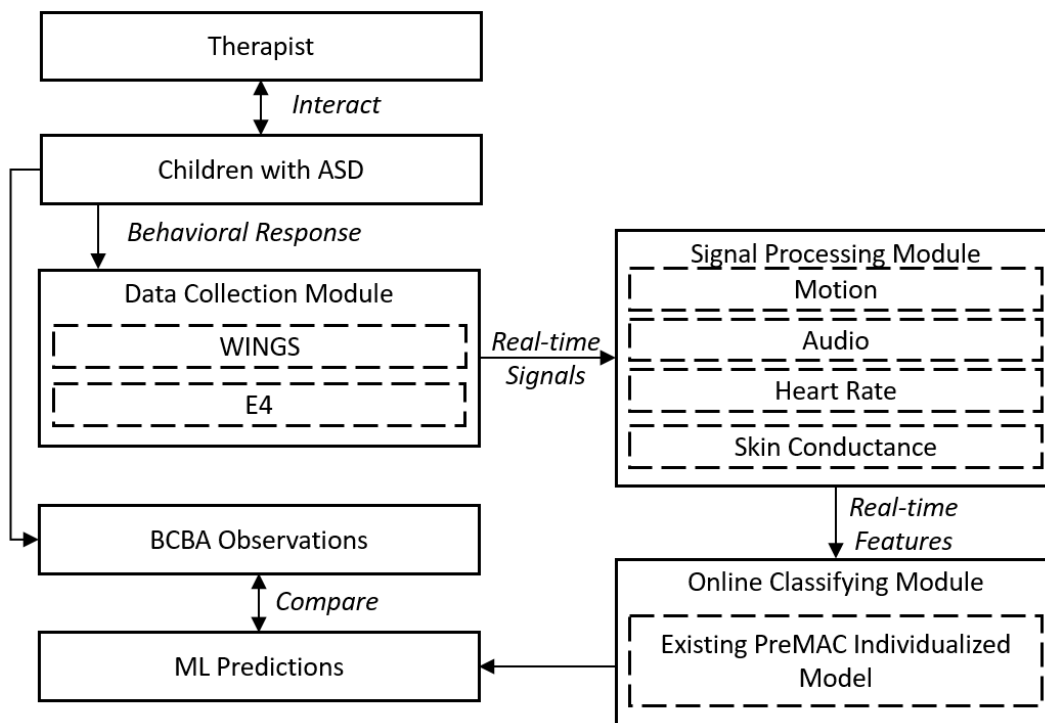 Therapist
Interact
Children with ASD
Behavioral Response
Data Collection Module
WINGS
E4
Real-time
Signals
Signal Processing Module
Motion
Audio
Heart Rate
Skin Conductance
Real-time
Features
Online Classifying Module
Existing PreMAC Individualized
Model
BCBA Observations
Compare
ML Predictions